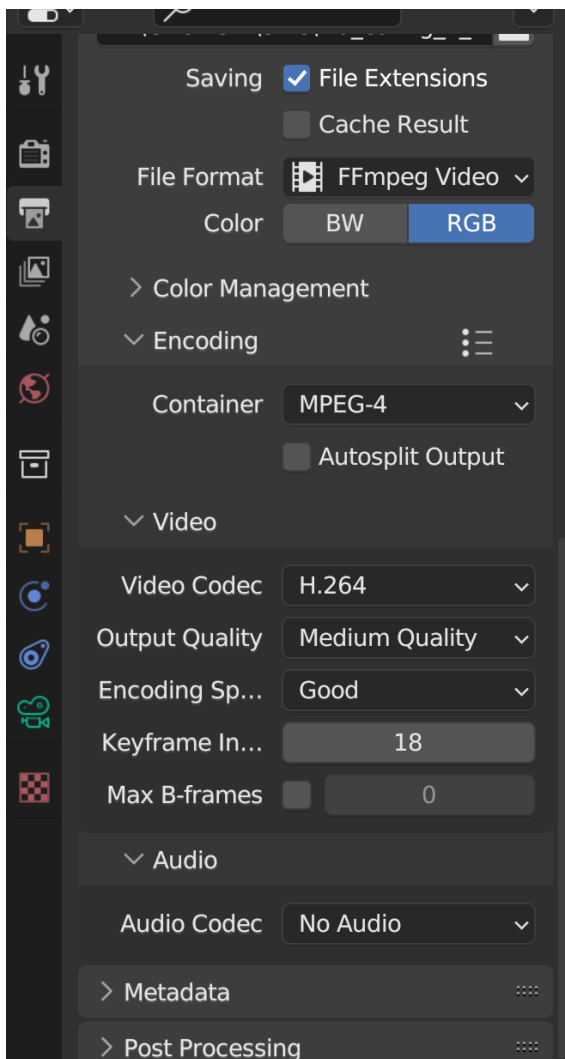 Saving File Extensions
Cache Result
File Format FFmpeg Video
Color BW RGB
Color Management
Encoding
Container MPEG-4
Autosplit Output
Video
Video Codec H.264
Output Quality Medium Quality
Encoding Sp...
Good
Keyframe In... 18
Max B-frames 0
Audio
Audio Codec No Audio
Metadata
Post Processing